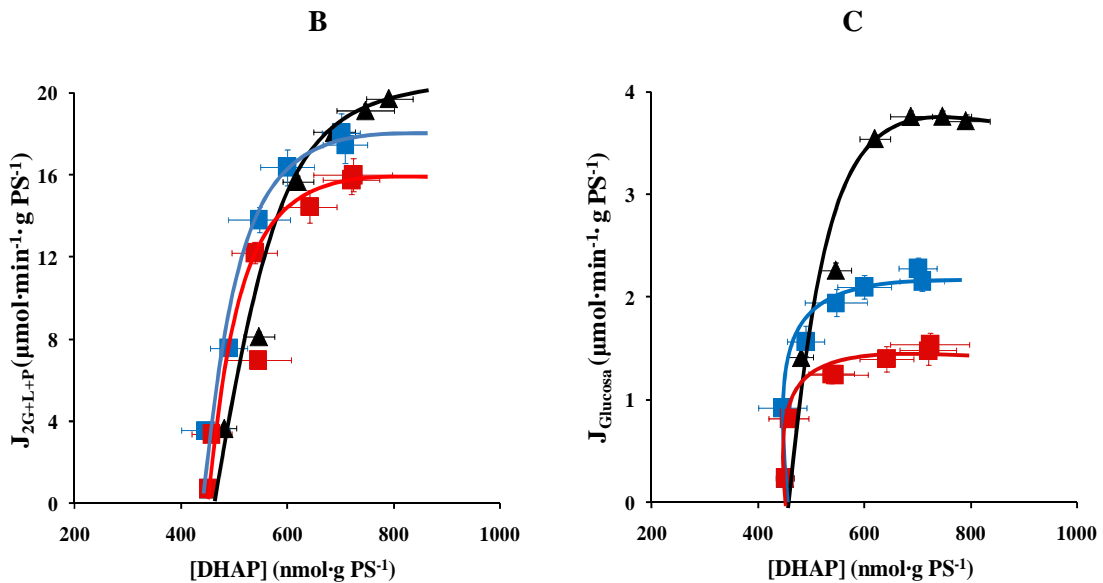 B
J2G+L+P (μmol·min-1·g PS-1)
20
16
12
8
4
0
200 400 600 800 1000
[DHAP] (nmol·g PS-1)
C
JGlucosa (μmol·min-1·g PS-1)
4
3
2
1
0
200 400 600 800 1000
[DHAP] (nmol·g PS-1)